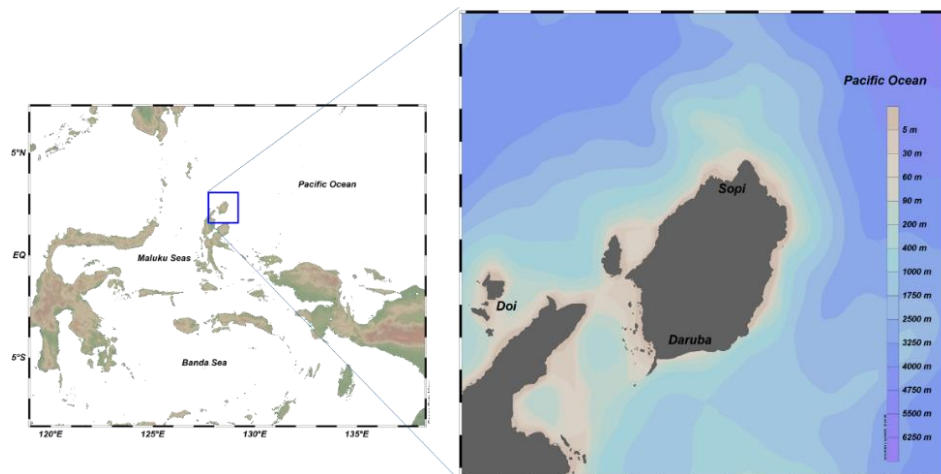 5°N
EQ
5°S
120°E
125°E
130°E
135°E
Pacific Ocean
Maluku Seas
Banda Sea
Pacific Ocean
Sopi
Doi
Daruba
5 m
30 m
60 m
90 m
200 m
400 m
1000 m
1750 m
2500 m
3250 m
4000 m
4750 m
5500 m
6250 m